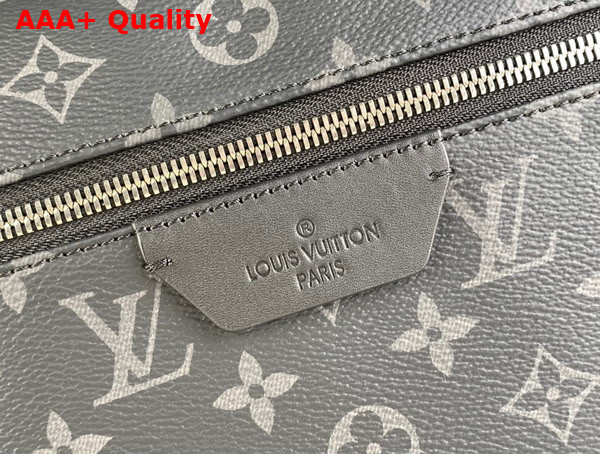 AAA+ Quality
®
LOUIS VUITTON
PARIS